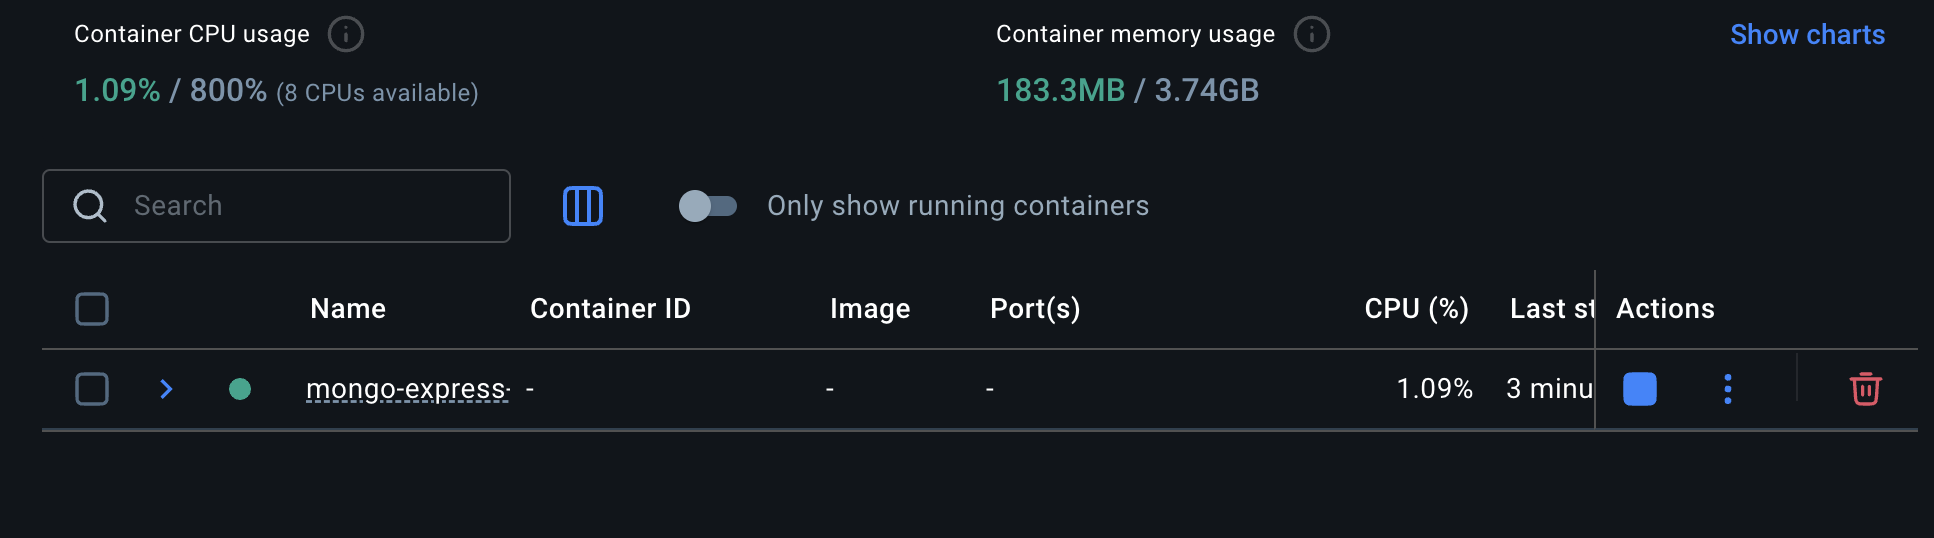 Container CPU usage
1.09% / 800% (8 CPUs available)
Container memory usage
183.3MB / 3.74GB
Show charts
Search
Only show running containers
Name Container ID Image Port(s) CPU (%) Last st Actions
mongo-express- - - - 1.09% 3 minu